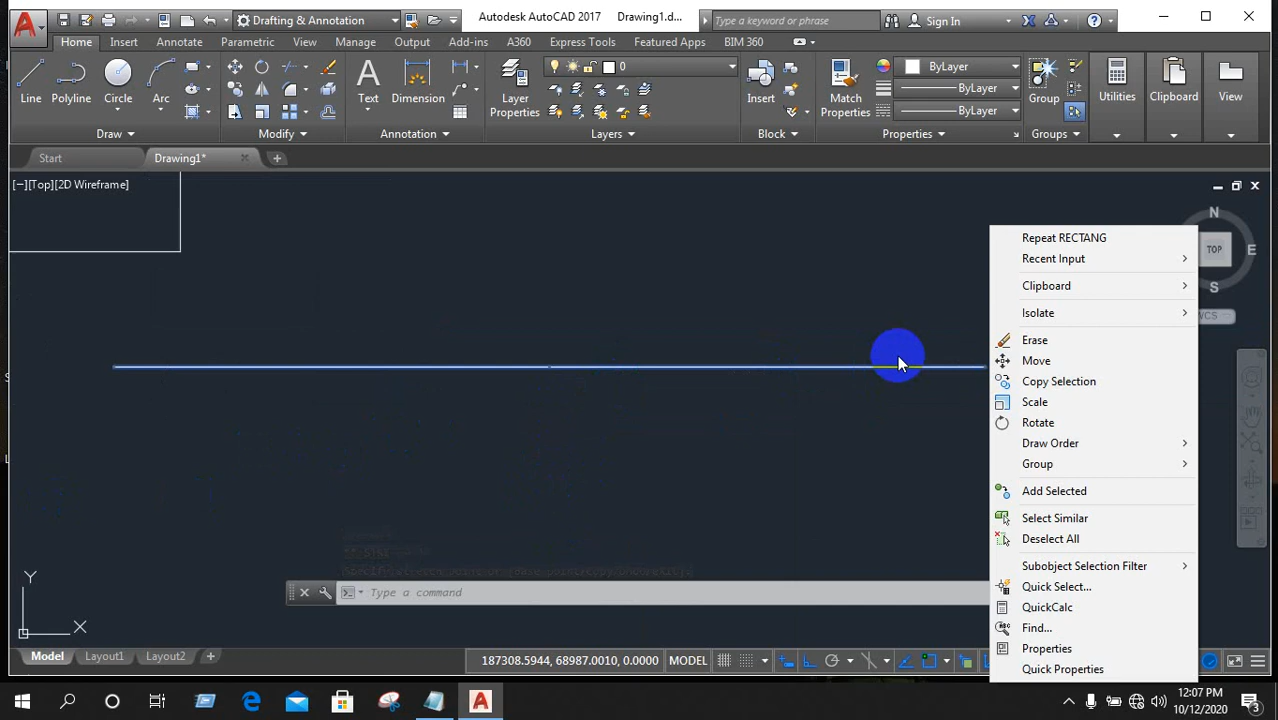 A
Drafting & Annotation
Autodesk AutoCAD 2017 Drawing1.d...
Type a keyword or phrase
Sign In
Home
Insert
Annotate
Parametric
View
Manage
Output
Add-ins
A360
Express Tools
Featured Apps
BIM 360
0
ByLayer
ByLayer
ByLayer
Line
Polyline
Circle
Arc
Text
Dimension
Layer
Properties
Insert
Match
Properties
Group
Utilities
Clipboard
View
Draw
Modify
Annotation
Layers
Block
Properties
Groups
Start
Drawing1*
[−][Top][2D Wireframe]
N
TOP
E
S
WCS
Repeat RECTANG
Recent Input
Clipboard
Isolate
Erase
Move
Copy Selection
Scale
Rotate
Draw Order
Group
Add Selected
Select Similar
Deselect All
Subobject Selection Filter
Quick Select...
QuickCalc
Find...
Properties
Quick Properties
Y
X
Type a command
Model
Layout1
Layout2
187308.5944, 68987.0010, 0.0000
MODEL
12:07 PM
10/12/2020
3